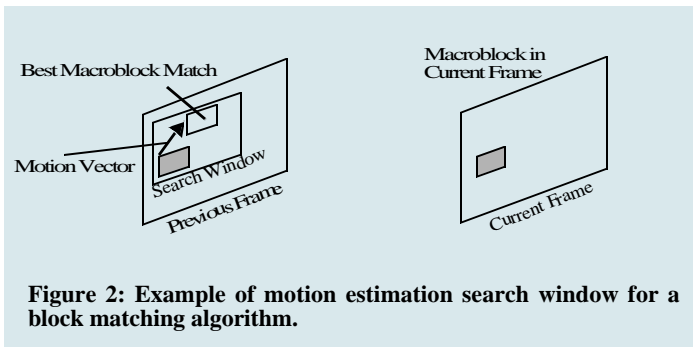 Best Macroblock Match
Motion Vector
Search Window
Previous Frame
Macroblock in
Current Frame
Current Frame
Figure 2: Example of motion estimation search window for a
block matching algorithm.